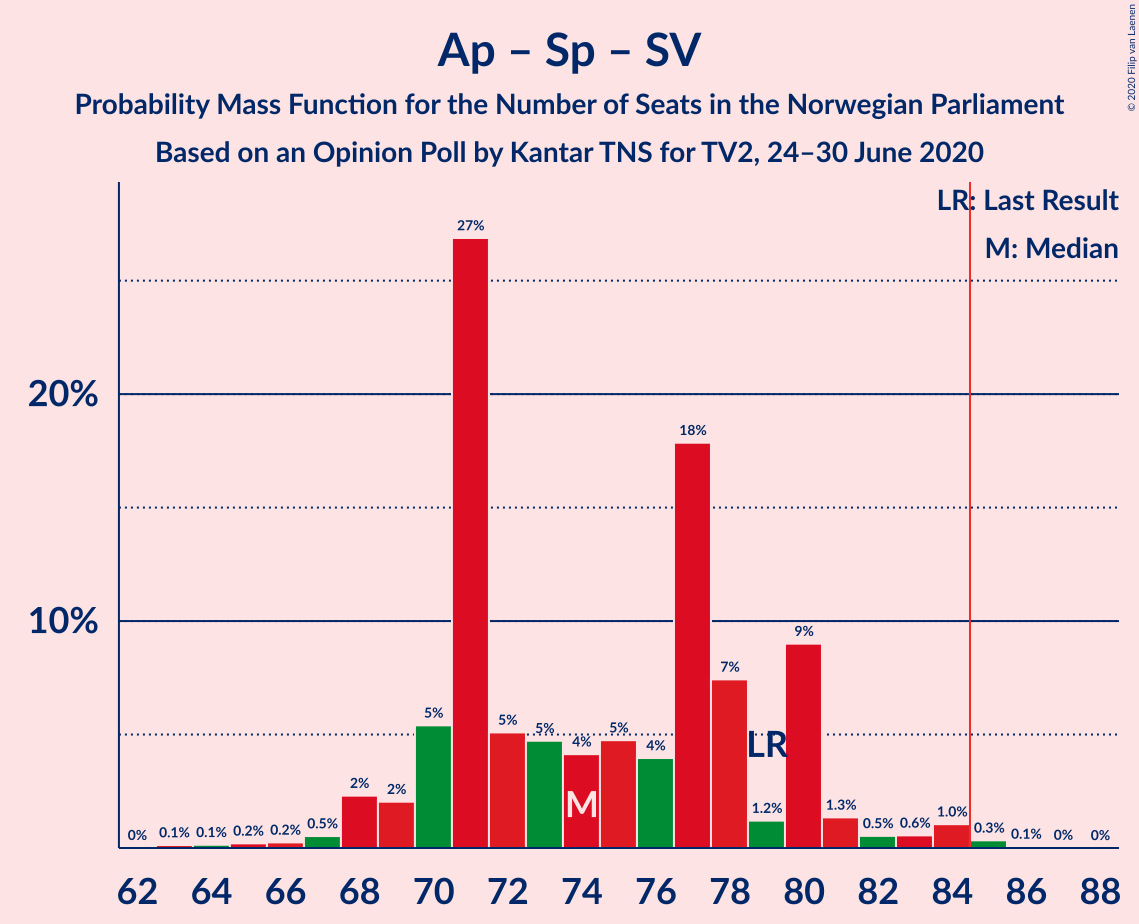 Ap – Sp – SV
Probability Mass Function for the Number of Seats in the Norwegian Parliament
Based on an Opinion Poll by Kantar TNS for TV2, 24–30 June 2020
© 2020 Filip van Laenen
LR: Last Result
M: Median
20%
10%
0% 0.1% 0.1% 0.2% 0.2% 0.5% 2% 2% 5% 27% 5% 5% 4% 5% 4% 18% 7% 1.2% 9% 1.3% 0.5% 0.6% 1.0% 0.3% 0.1% 0% 0%
LR
M
62 64 66 68 70 72 74 76 78 80 82 84 86 88